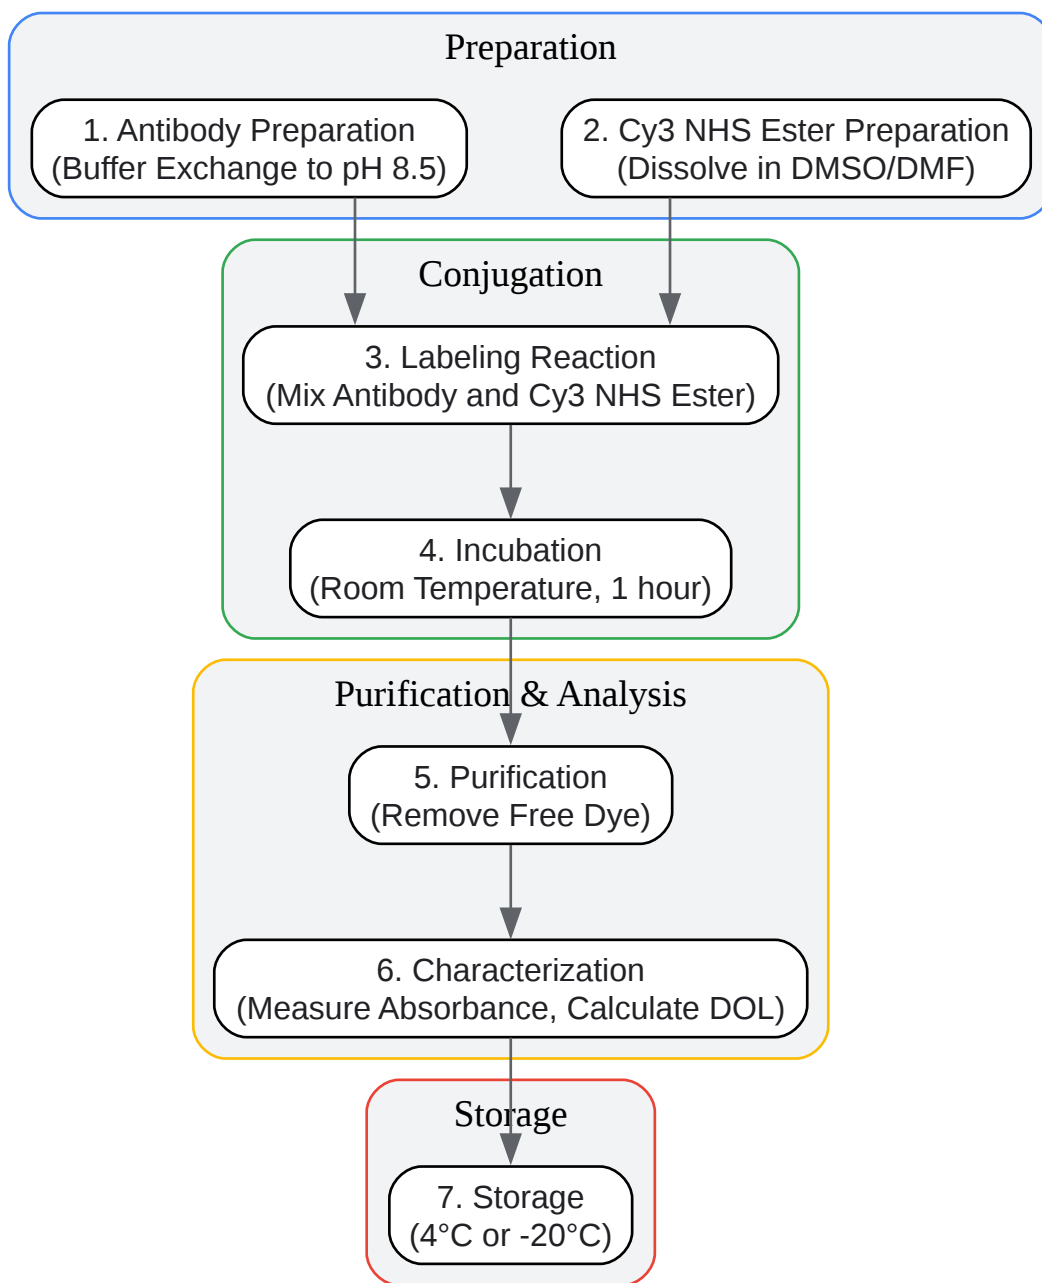 Preparation
1. Antibody Preparation
(Buffer Exchange to pH 8.5)
2. Cy3 NHS Ester Preparation
(Dissolve in DMSO/DMF)
Conjugation
3. Labeling Reaction
(Mix Antibody and Cy3 NHS Ester)
4. Incubation
(Room Temperature, 1 hour)
Purification & Analysis
5. Purification
(Remove Free Dye)
6. Characterization
(Measure Absorbance, Calculate DOL)
Storage
7. Storage
(4°C or -20°C)